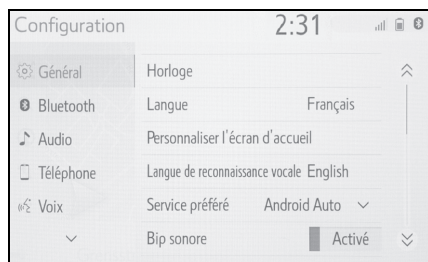 Configuration 2:31
Général
Horloge
Bluetooth
Langue Français
Audio
Personnaliser l'écran d'accueil
Téléphone
Langue de reconnaissance vocale English
Voix
Service préféré Android Auto
Bip sonore Activé